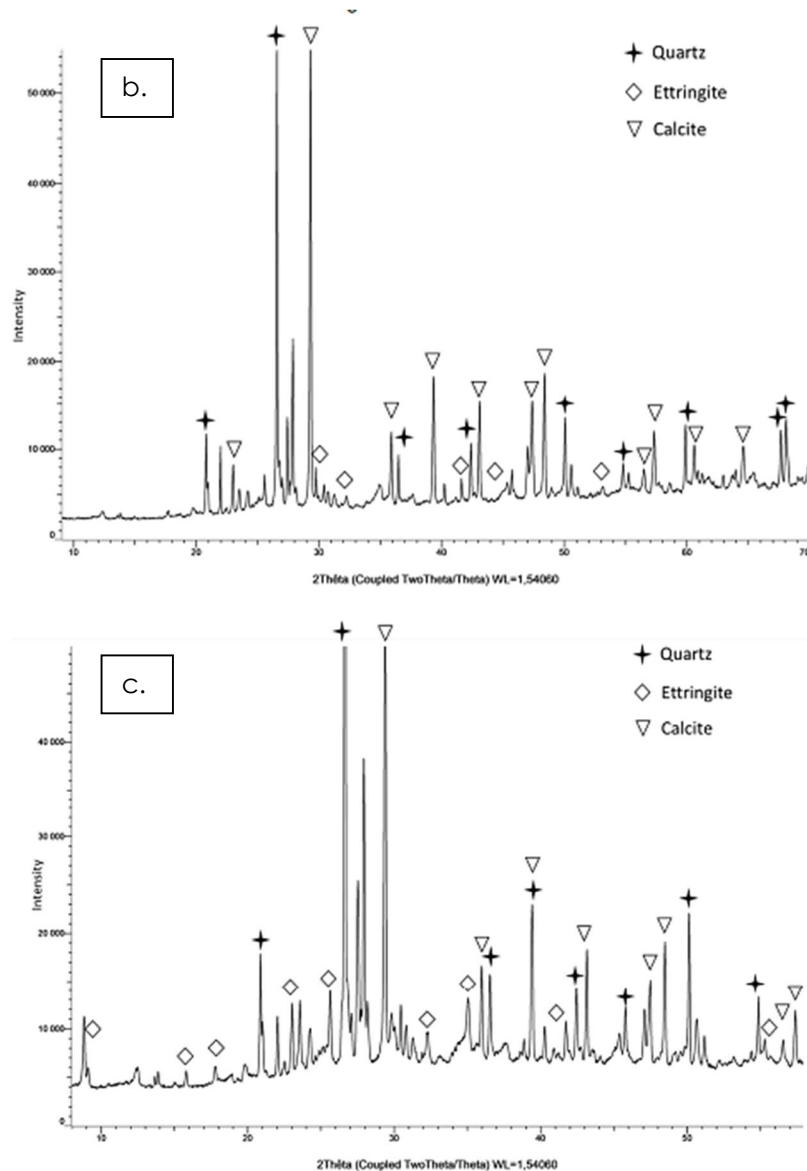 b.
Quartz
Ettringite
Calcite
50 000
40 000
30 000
20 000
10 000
0
Intensity
10 20 30 40 50 60 70
2Thêta (Coupled TwoTheta/Theta) WL=1,54060
c.
Quartz
Ettringite
Calcite
40 000
30 000
20 000
10 000
0
Intensity
10 20 30 40 50
2Thêta (Coupled TwoTheta/Theta) WL=1,54060